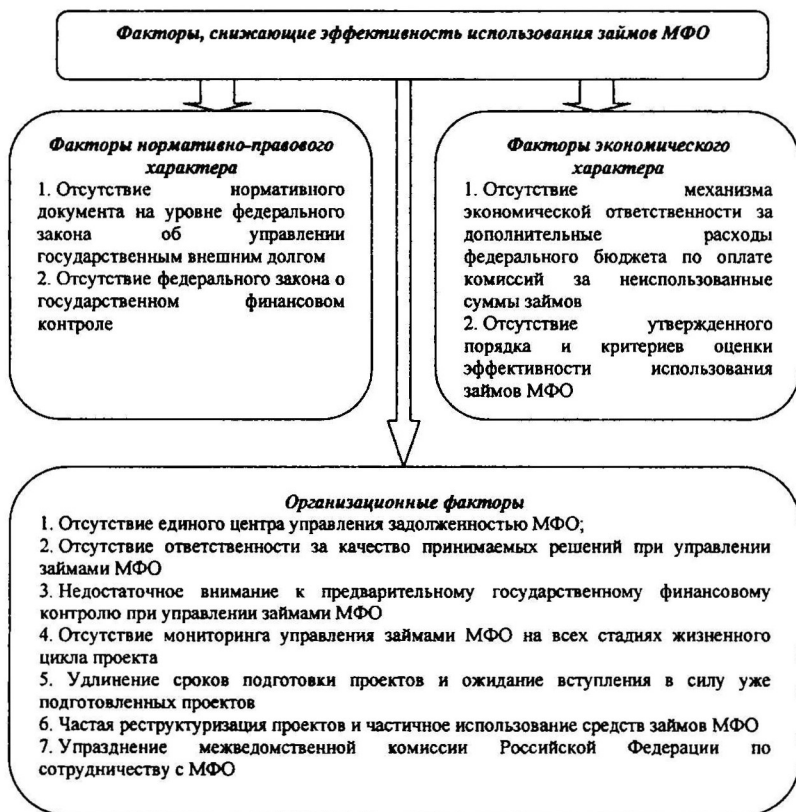 Факторы, снижающие эффективность использования займов МФО
Факторы нормативно-правового
характера
1. Отсутствие нормативного
документа на уровне федерального
закона об управлении
государственным внешним долгом
2. Отсутствие федерального закона о
государственном финансовом
контроле
Факторы экономического
характера
1. Отсутствие механизма
экономической ответственности за
дополнительные расходы
федерального бюджета по оплате
комиссий за неиспользованные
суммы займов
2. Отсутствие утвержденного
порядка и критериев оценки
эффективности использования
займов МФО
Организационные факторы
1. Отсутствие единого центра управления задолженностью МФО;
2. Отсутствие ответственности за качество принимаемых решений при управлении
займами МФО
3. Недостаточное внимание к предварительному государственному финансовому
контролю при управлении займами МФО
4. Отсутствие мониторинга управления займами МФО на всех стадиях жизненного
цикла проекта
5. Удлинение сроков подготовки проектов и ожидание вступления в силу уже
подготовленных проектов
6. Частая реструктуризация проектов и частичное использование средств займов МФО
7. Упразднение межведомственной комиссии Российской Федерации по
сотрудничеству с МФО